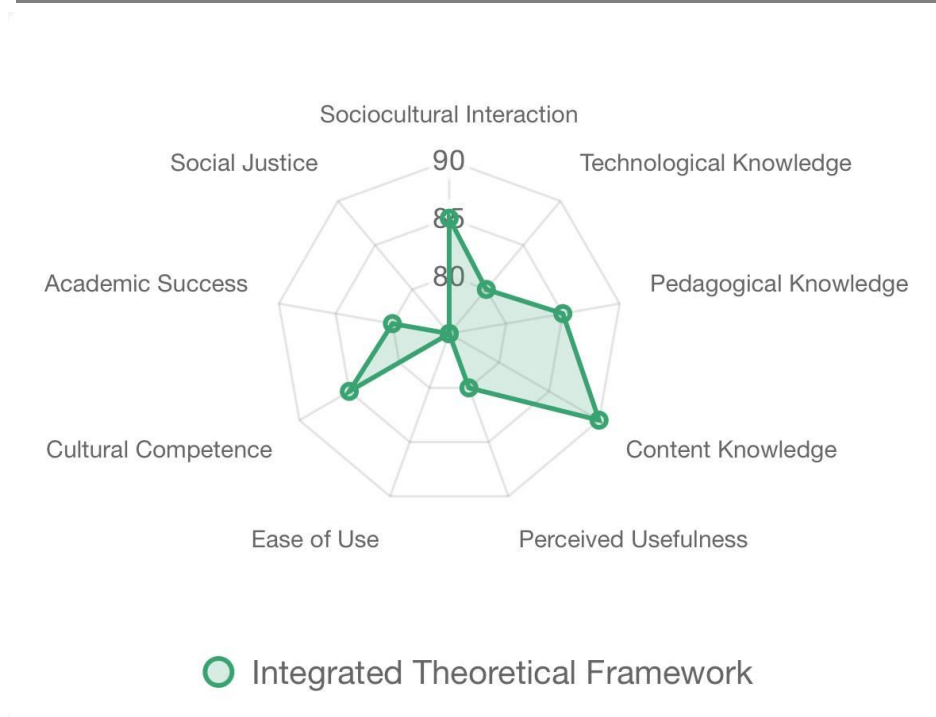 Sociocultural Interaction
Social Justice
90
Technological Knowledge
85
80
Academic Success
Pedagogical Knowledge
Cultural Competence
Content Knowledge
Ease of Use
Perceived Usefulness
Integrated Theoretical Framework